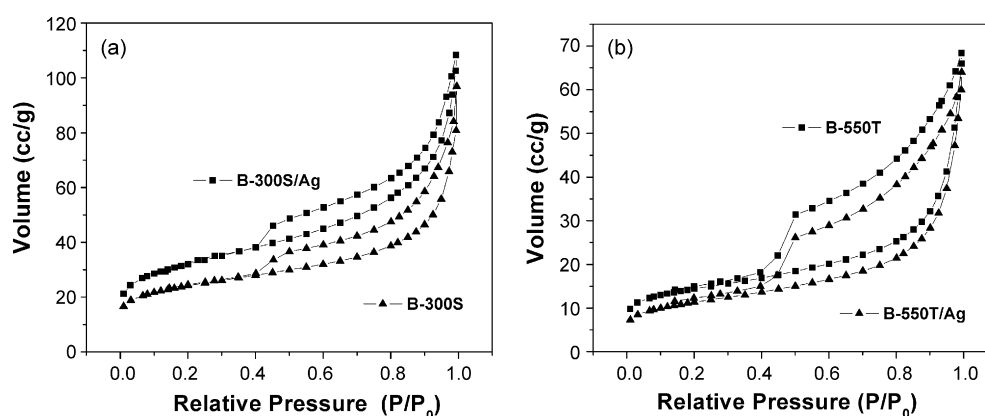 (a)
120
100
80
60
40
20
0
Volume (cc/g)
B-300S/Ag
B-300S
0.0 0.2 0.4 0.6 0.8 1.0
Relative Pressure (P/P₀)
(b)
70
60
50
40
30
20
10
0
Volume (cc/g)
B-550T
B-550T/Ag
0.0 0.2 0.4 0.6 0.8 1.0
Relative Pressure (P/P₀)